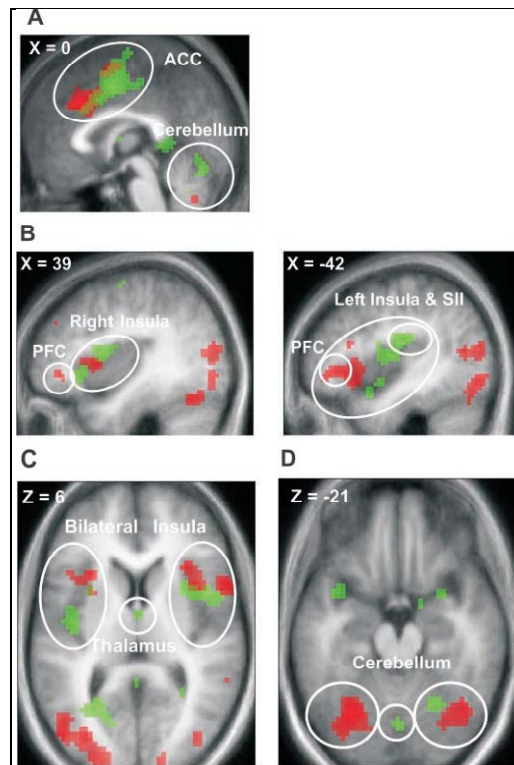 A
X = 0
ACC
Cerebellum
B
X = 39
Right Insula
PFC
X = -42
Left Insula & SII
PFC
C
Z = 6
Bilateral Insula
Thalamus
D
Z = -21
Cerebellum